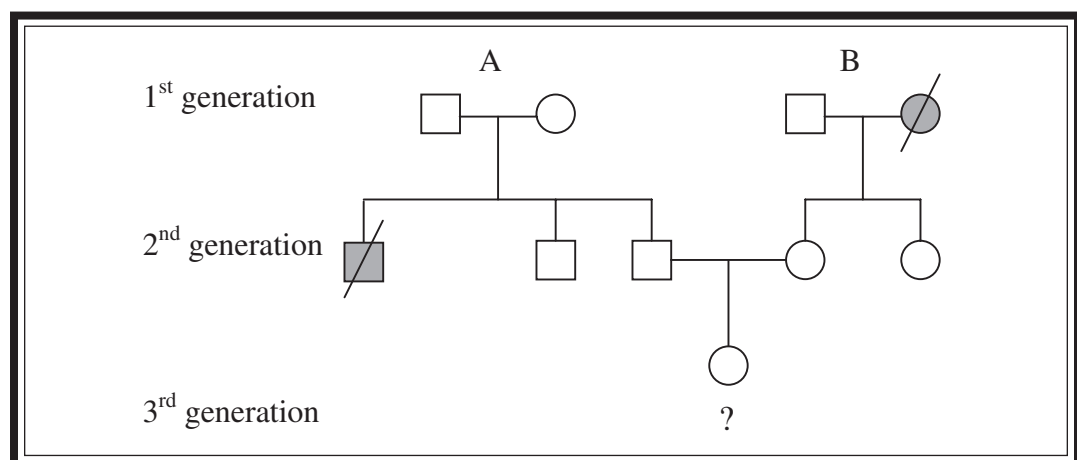 A B
1st generation
2nd generation
3rd generation
?